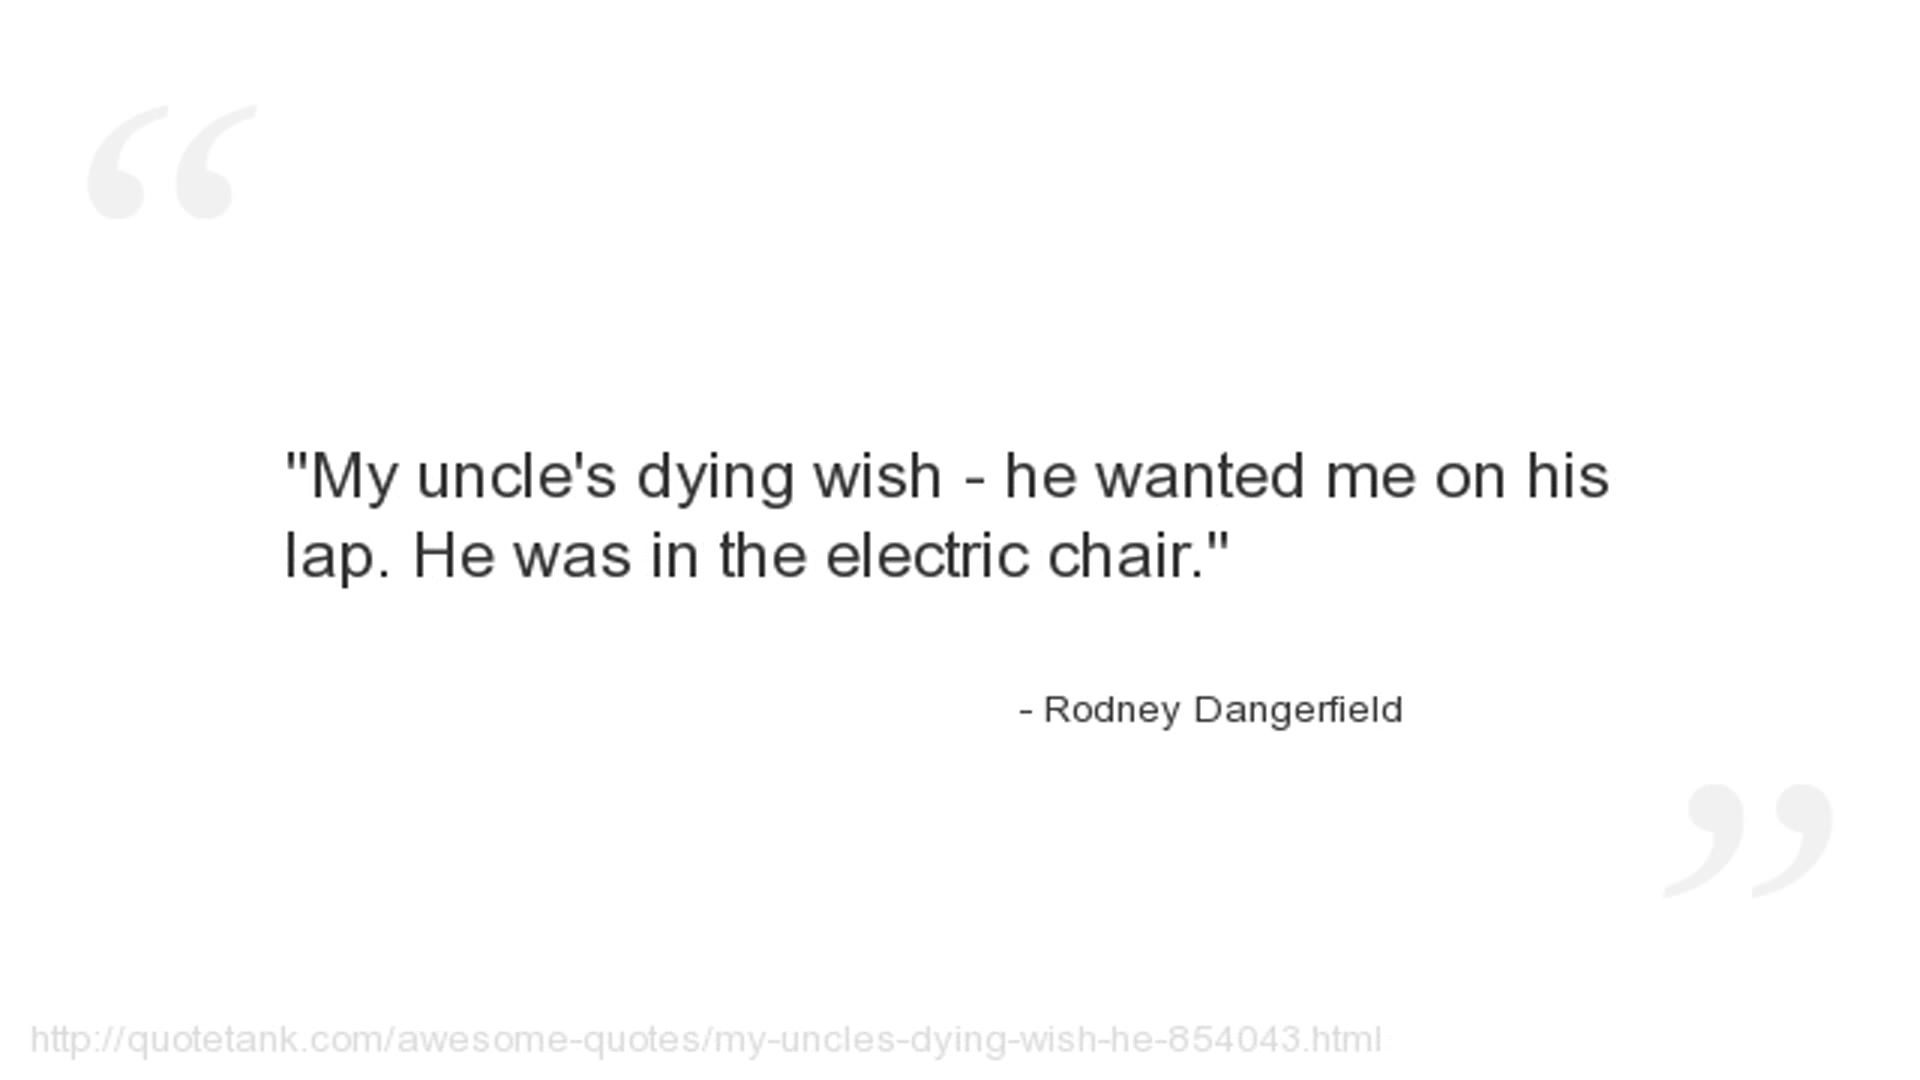 “
"My uncle's dying wish - he wanted me on his
lap. He was in the electric chair."
- Rodney Dangerfield
”
http://quotetank.com/awesome-quotes/my-uncles-dying-wish-he-854043.html